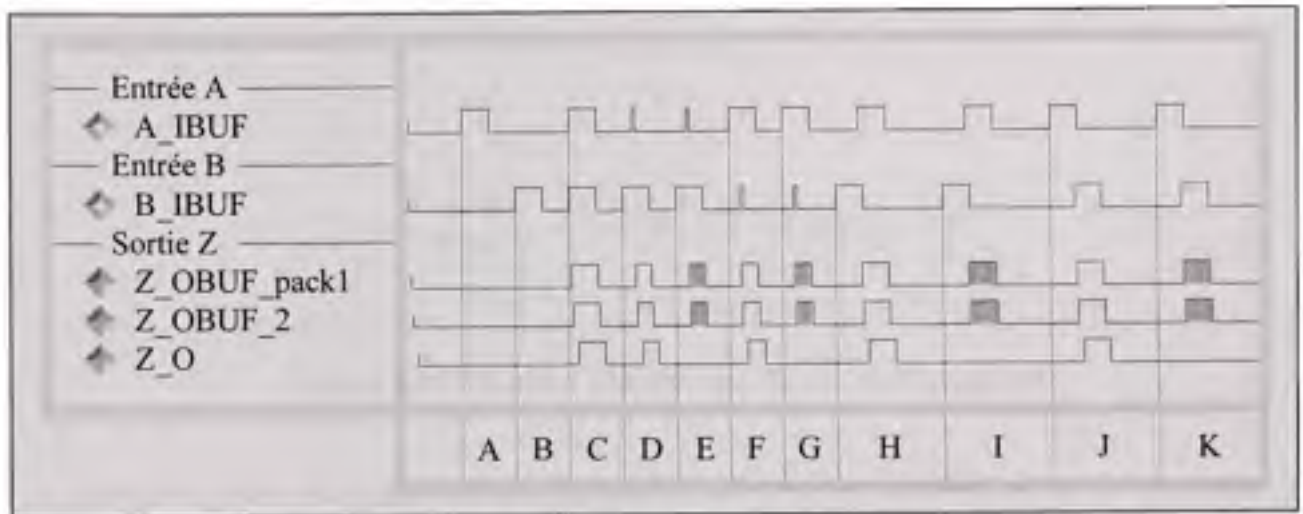 Entrée A
A_IBUF
Entrée B
B_IBUF
Sortie Z
Z_OBUF_pack1
Z_OBUF_2
Z_O
A B C D E F G H I J K